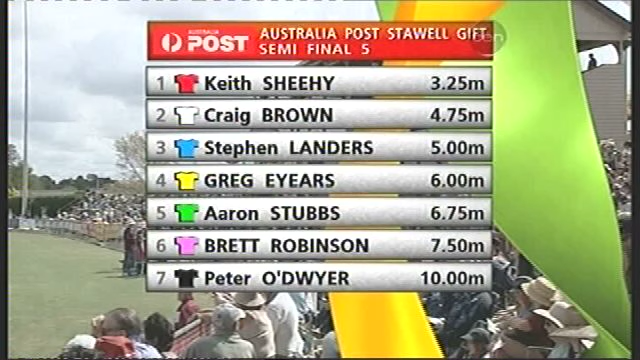 AUSTRALIA
POST
AUSTRALIA POST STAWELL GIFT
SEMI FINAL 5
1 Keith SHEEHY 3.25m
2 Craig BROWN 4.75m
3 Stephen LANDERS 5.00m
4 GREG EYEARS 6.00m
5 Aaron STUBBS 6.75m
6 BRETT ROBINSON 7.50m
7 Peter O'DWYER 10.00m